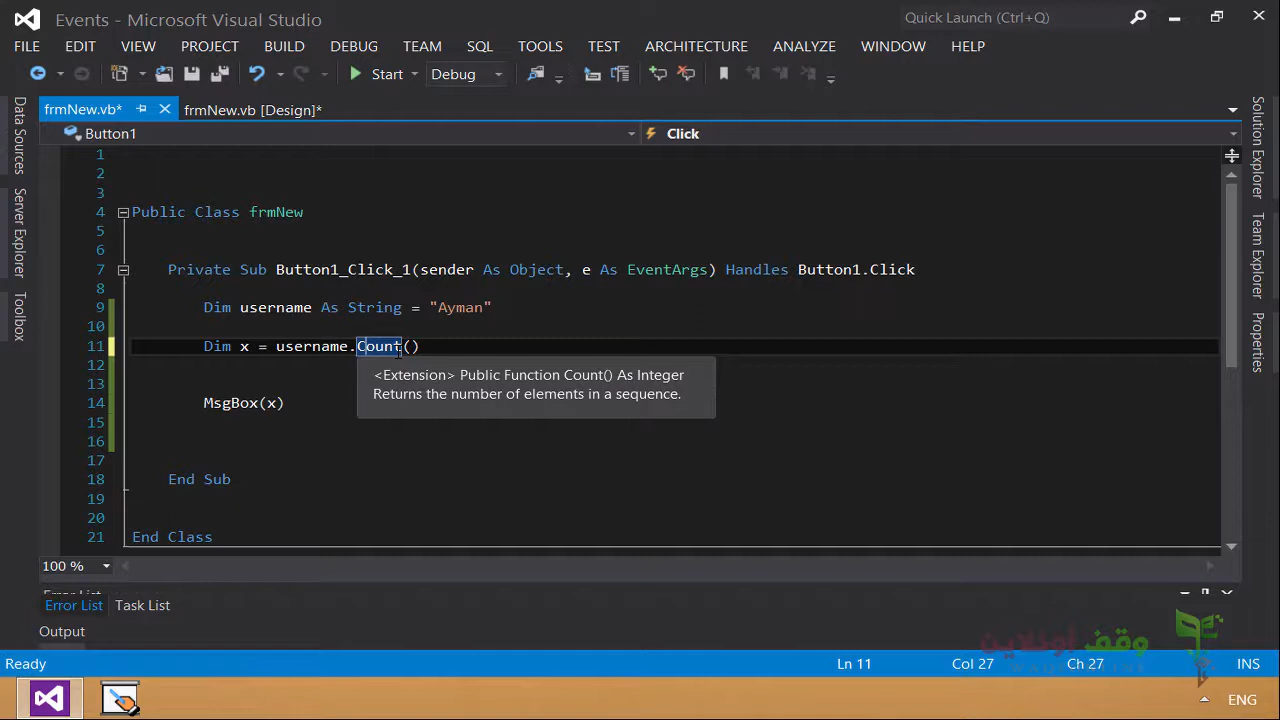 Events - Microsoft Visual Studio
Quick Launch (Ctrl+Q)
FILE EDIT VIEW PROJECT BUILD DEBUG TEAM SQL TOOLS TEST ARCHITECTURE ANALYZE WINDOW HELP
Start Debug
frmNew.vb* frmNew.vb [Design]*
Button1 Click
Data Sources
Server Explorer
Toolbox
Solution Explorer
Team Explorer
Properties
1
2
3
4 Public Class frmNew
5
6
7 Private Sub Button1_Click_1(sender As Object, e As EventArgs) Handles Button1.Click
8
9 Dim username As String = "Ayman"
10
11 Dim x = username.Count()
12
<Extension> Public Function Count() As Integer
Returns the number of elements in a sequence.
13
14 MsgBox(x)
15
16
17
18 End Sub
19
20
21 End Class
100 %
Error List Task List
Output
وقف أونلاين
WAQF ONLINE
Ready Ln 11 Col 27 Ch 27 INS
ENG